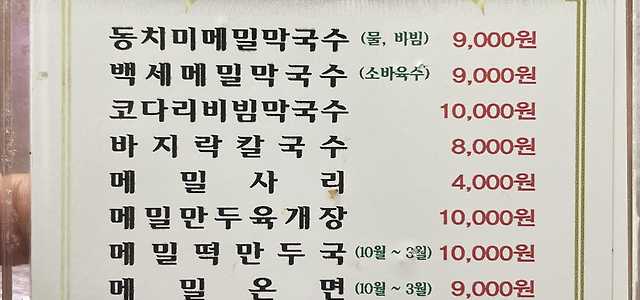 동치미메밀막국수 (물, 비빔) 9,000원
백세메밀막국수 (소바육수) 9,000원
코다리비빔막국수 10,000원
바지락칼국수 8,000원
메밀사리 4,000원
메밀만두육개장 10,000원
메밀떡만두국 (10월 ~ 3월) 10,000원
메밀온면 (10월 ~ 3월) 9,000원